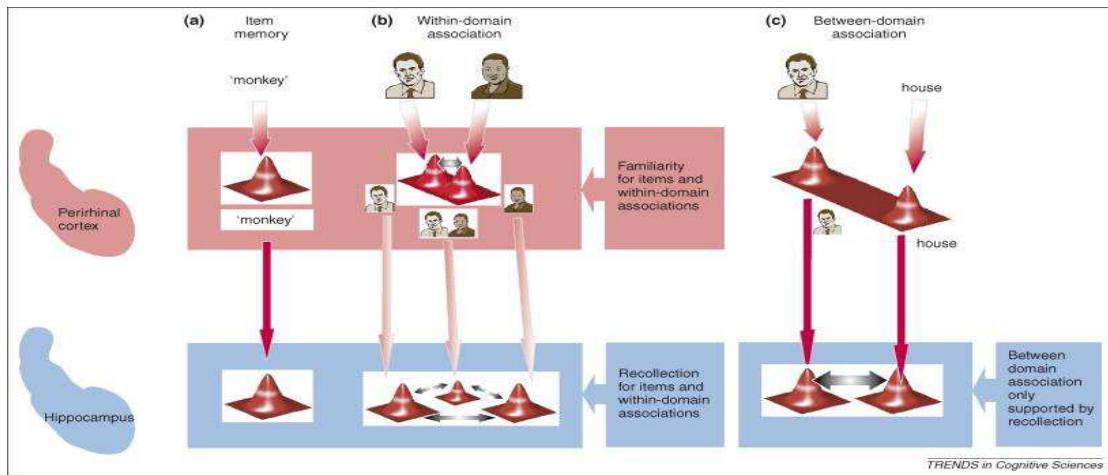 (a)
Item
memory
(b)
Within-domain
association
(c)
Between-domain
association
'monkey'
house
Perirhinal
cortex
'monkey'
Familiarity
for items and
within-domain
associations
house
Hippocampus
Recollection
for items and
within-domain
associations
Between
domain
association
only
supported by
recollection
TRENDS in Cognitive Sciences